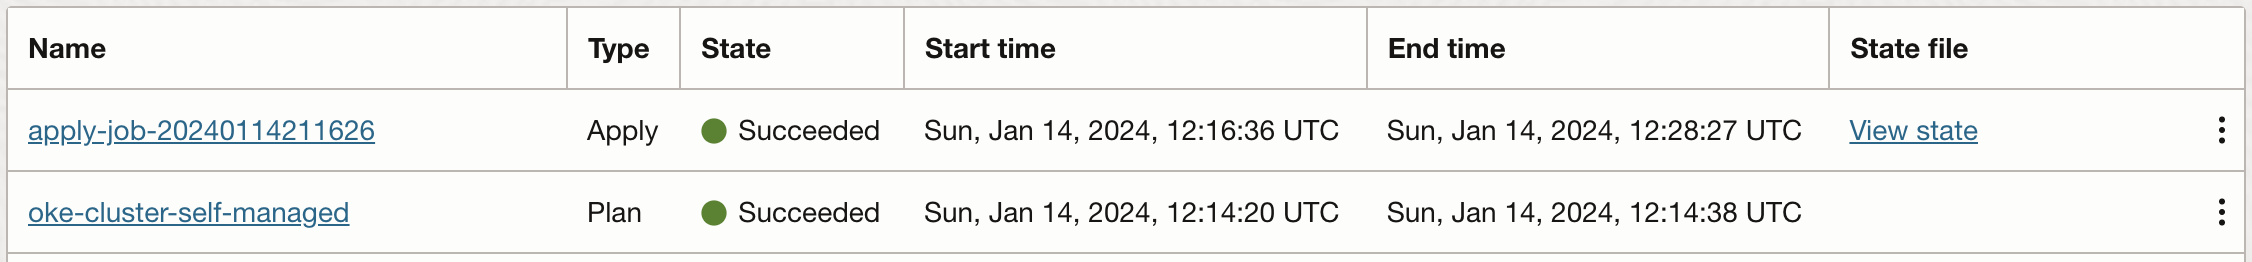 Name Type State Start time End time State file
apply-job-20240114211626 Apply Succeeded Sun, Jan 14, 2024, 12:16:36 UTC Sun, Jan 14, 2024, 12:28:27 UTC View state
oke-cluster-self-managed Plan Succeeded Sun, Jan 14, 2024, 12:14:20 UTC Sun, Jan 14, 2024, 12:14:38 UTC